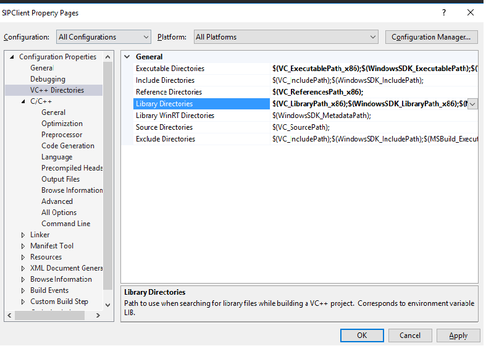 SIPClient Property Pages
Configuration: All Configurations Platform: All Platforms Configuration Manager...
Configuration Properties
General
Debugging
VC++ Directories
C/C++
General
Optimization
Preprocessor
Code Generation
Language
Precompiled Heade
Output Files
Browse Information
Advanced
All Options
Command Line
Linker
Manifest Tool
Resources
XML Document Genera
Browse Information
Build Events
Custom Build Step
General
Executable Directories $(VC_ExecutablePath_x86);$(WindowsSDK_ExecutablePath);$(
Include Directories $(VC_IncludePath);$(WindowsSDK_IncludePath);
Reference Directories $(VC_ReferencesPath_x86);
Library Directories $(VC_LibraryPath_x86);$(WindowsSDK_LibraryPath_x86);$(
Library WinRT Directories $(WindowsSDK_MetadataPath);
Source Directories $(VC_SourcePath);
Exclude Directories $(VC_IncludePath);$(WindowsSDK_IncludePath);$(MSBuild_Execut
Library Directories
Path to use when searching for library files while building a VC++ project. Corresponds to environment variable
LIB.
OK Cancel Apply